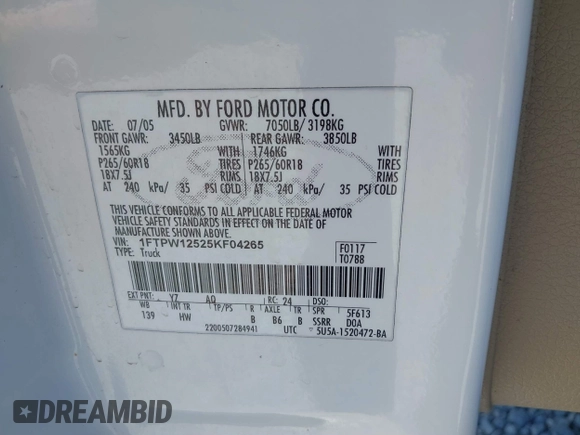 MFD. BY FORD MOTOR CO.
DATE: 07/05 GVWR: 7050LB/ 3198KG
FRONT GAWR: 3450LB REAR GAWR: 3850LB
1565KG WITH 1746KG WITH
P265/60R18 TIRES P265/60R18 TIRES
18X7.5J RIMS 18X7.5J RIMS
AT 240 kPa/ 35 PSI COLD AT 240 kPa/ 35 PSI COLD
THIS VEHICLE CONFORMS TO ALL APPLICABLE FEDERAL MOTOR
VEHICLE SAFETY STANDARDS IN EFFECT ON THE DATE OF
MANUFACTURE SHOWN ABOVE.
VIN: 1FTPW12525KF04265
TYPE: Truck
F0117
T0788
EXT PNT: YZ AQ RC: 24 DSO:
WB INT TR TP/PS R AXLE TR SPR 5F613
139 HW B B6 B SSRR DOA
2200507284941 UTC 5U5A-1520472-BA
DREAMBID